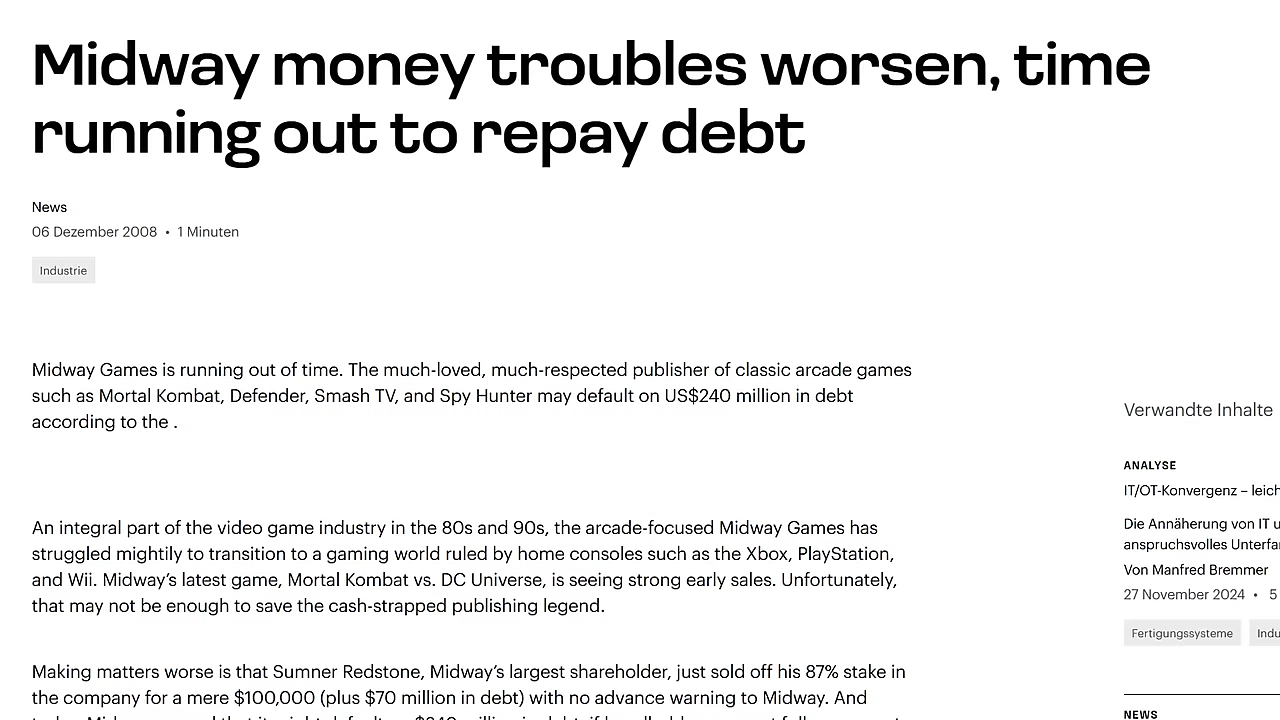 Midway money troubles worsen, time
running out to repay debt
News
06 Dezember 2008 • 1 Minuten
Industrie
Midway Games is running out of time. The much-loved, much-respected publisher of classic arcade games
such as Mortal Kombat, Defender, Smash TV, and Spy Hunter may default on US$240 million in debt
according to the .
An integral part of the video game industry in the 80s and 90s, the arcade-focused Midway Games has
struggled mightily to transition to a gaming world ruled by home consoles such as the Xbox, PlayStation,
and Wii. Midway’s latest game, Mortal Kombat vs. DC Universe, is seeing strong early sales. Unfortunately,
that may not be enough to save the cash-strapped publishing legend.
Making matters worse is that Sumner Redstone, Midway’s largest shareholder, just sold off his 87% stake in
the company for a mere $100,000 (plus $70 million in debt) with no advance warning to Midway. And
Verwandte Inhalte
ANALYSE
IT/OT-Konvergenz – leich
Die Annäherung von IT u
anspruchsvolles Unterfa
Von Manfred Bremmer
27 November 2024 • 5
Fertigungssysteme Indu
NEWS